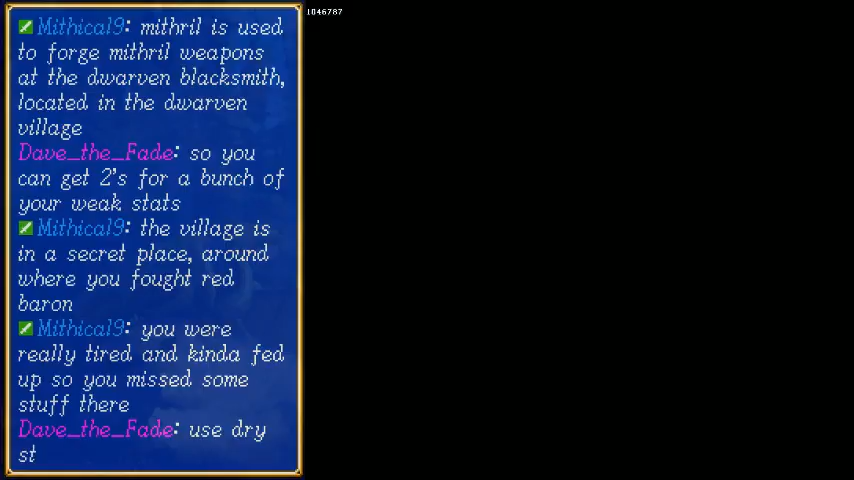 Mithical9: mithril is used
to forge mithril weapons
at the dwarven blacksmith,
located in the dwarven
village
Dave_the_Fade: so you
can get 2's for a bunch of
your weak stats
Mithical9: the village is
in a secret place, around
where you fought red
baron
Mithical9: you were
really tired and kinda fed
up so you missed some
stuff there
Dave_the_Fade: use dry
st
1046787